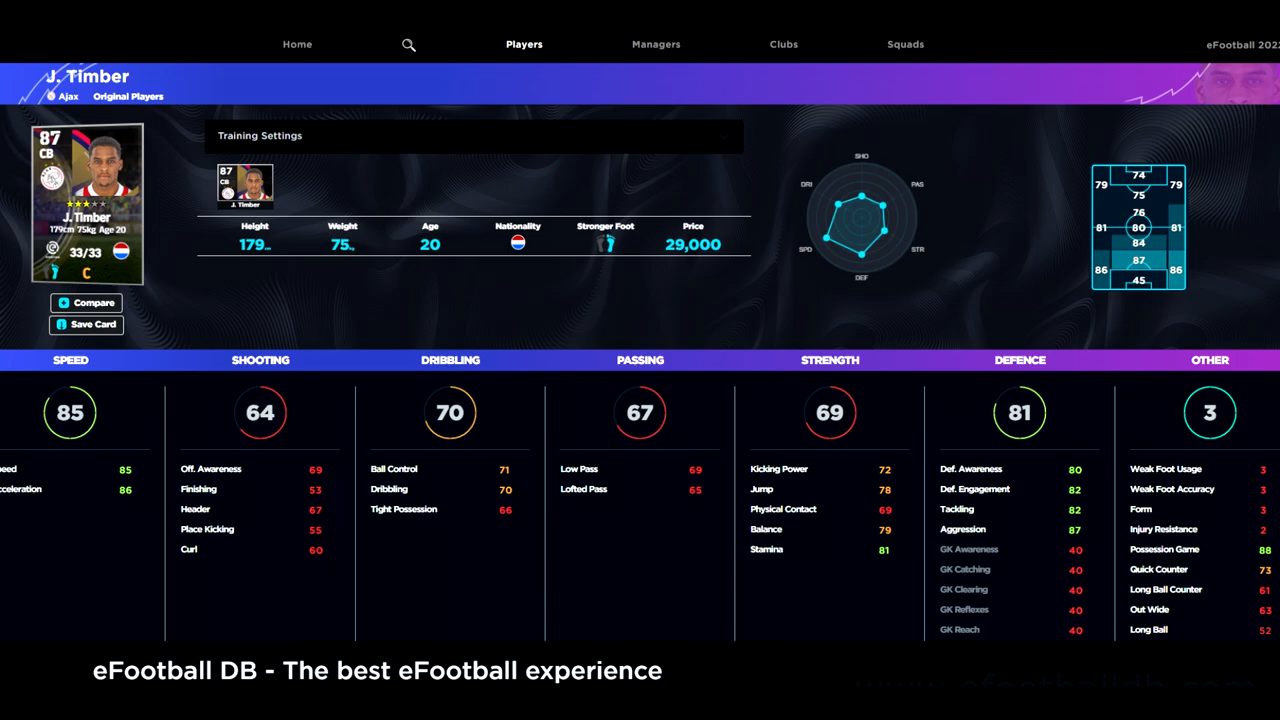 Home Players Managers Clubs Squads eFootball 2022
J. Timber
Ajax Original Players
87
CB
J. Timber
179cm 75kg Age 20
33/33
C
Compare
Save Card
Training Settings
87
CB
J. Timber
Height Weight Age Nationality Stronger Foot Price
179cm 75kg 20 29,000
SHO
DRI PAS
SPD STR
DEF
74
79 79
75
76
81 80 81
84
87
86 86
45
SPEED SHOOTING DRIBBLING PASSING STRENGTH DEFENCE OTHER
85 64 70 67 69 81 3
eed 85 Off. Awareness 69 Ball Control 71 Low Pass 69 Kicking Power 72 Def. Awareness 80 Weak Foot Usage 3
cceleration 86 Finishing 53 Dribbling 70 Lofted Pass 65 Jump 78 Def. Engagement 82 Weak Foot Accuracy 3
Header 67 Tight Possession 66 Physical Contact 69 Tackling 82 Form 3
Place Kicking 55 Balance 79 Aggression 87 Injury Resistance 2
Curl 60 Stamina 81 GK Awareness 40 Possession Game 88
GK Catching 40 Quick Counter 73
GK Clearing 40 Long Ball Counter 61
GK Reflexes 40 Out Wide 63
GK Reach 40 Long Ball 52
eFootball DB - The best eFootball experience